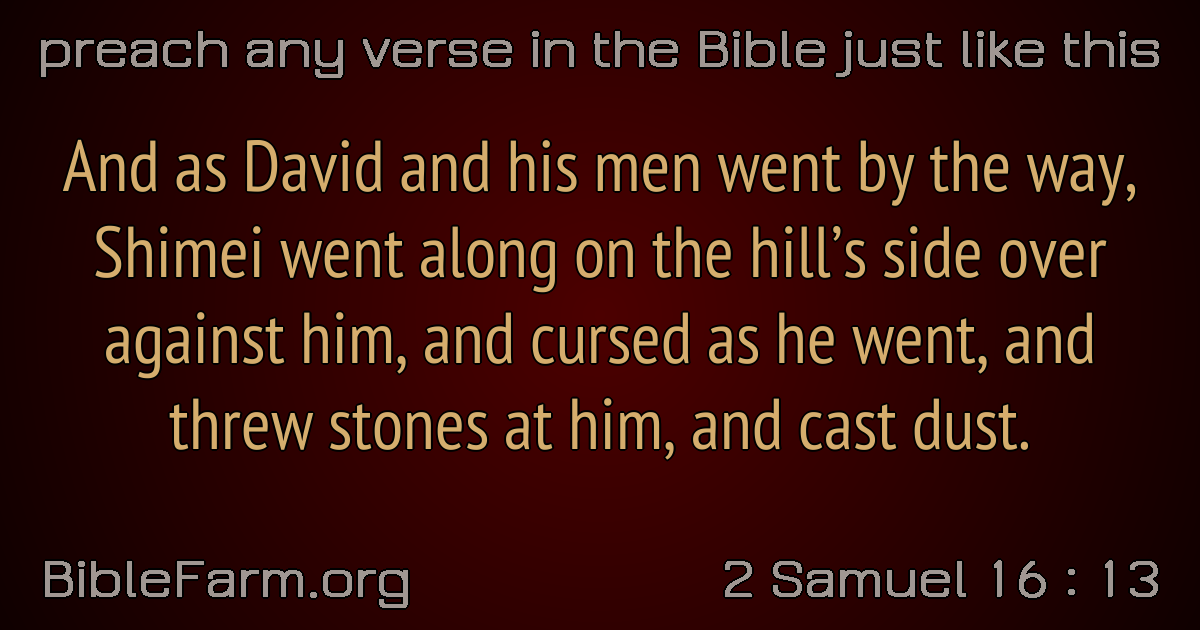 preach any verse in the Bible just like this
And as David and his men went by the way,
Shimei went along on the hill’s side over
against him, and cursed as he went, and
threw stones at him, and cast dust.
BibleFarm.org
2 Samuel 16 : 13